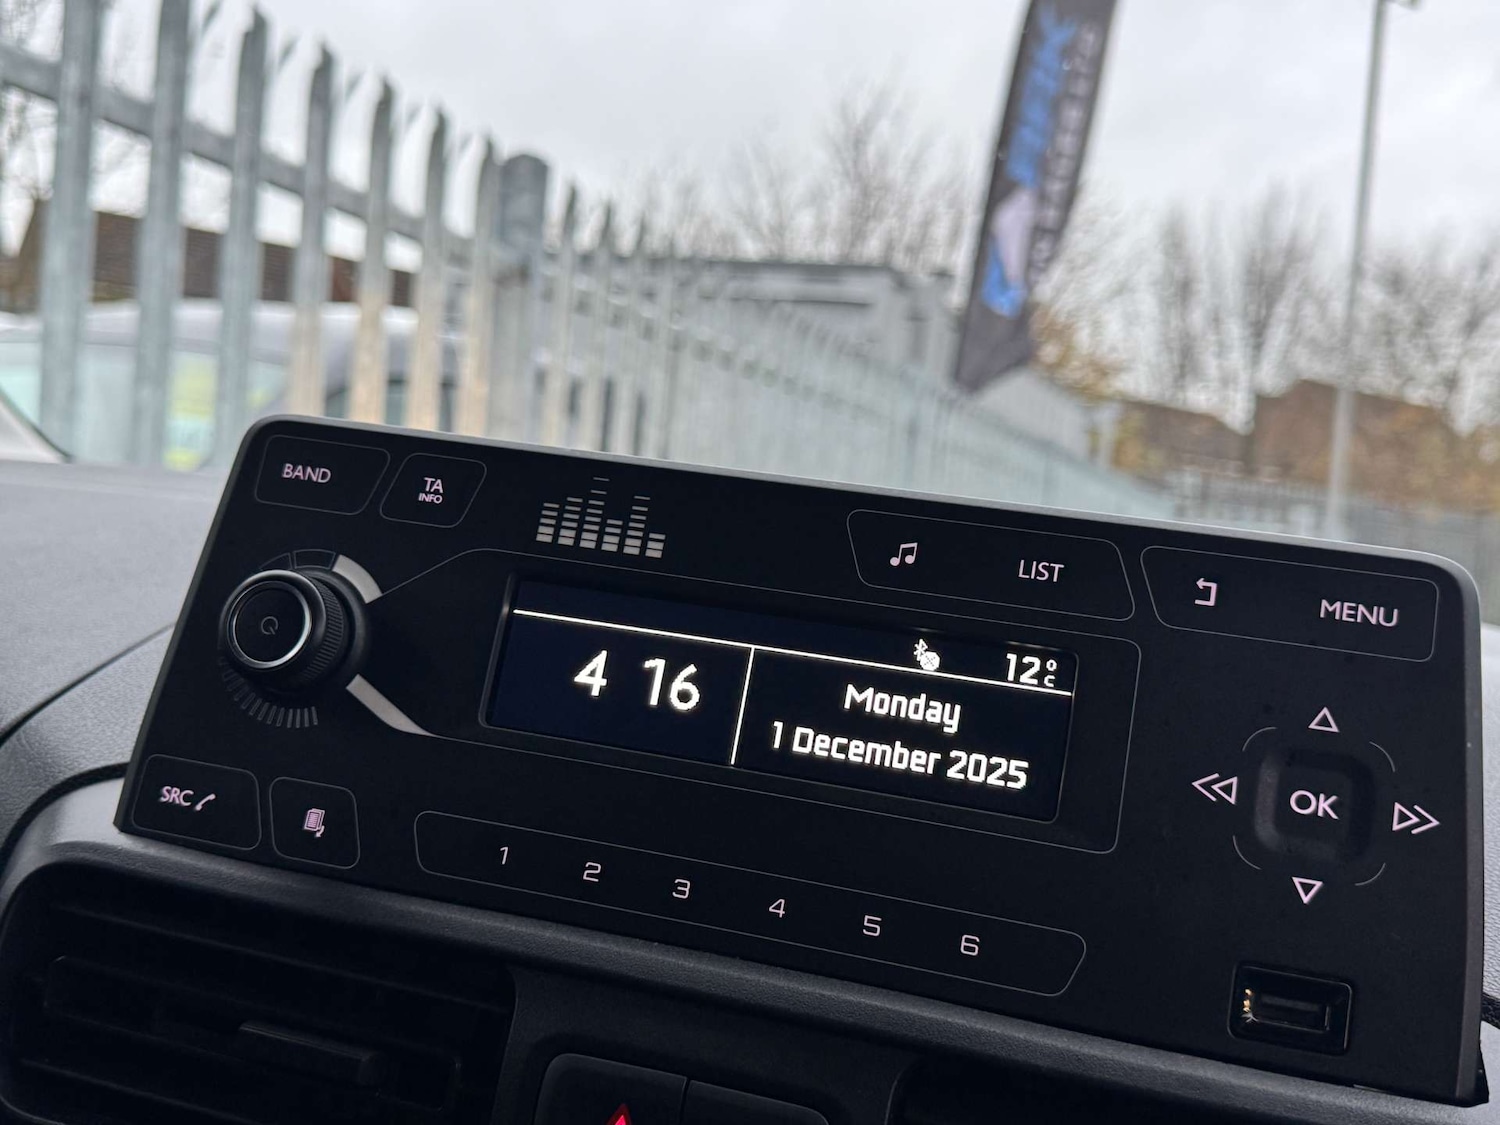 BAND
TA
INFO
LIST
MENU
12°C
4 16
Monday
1 December 2025
SRC
OK
1 2 3 4 5 6